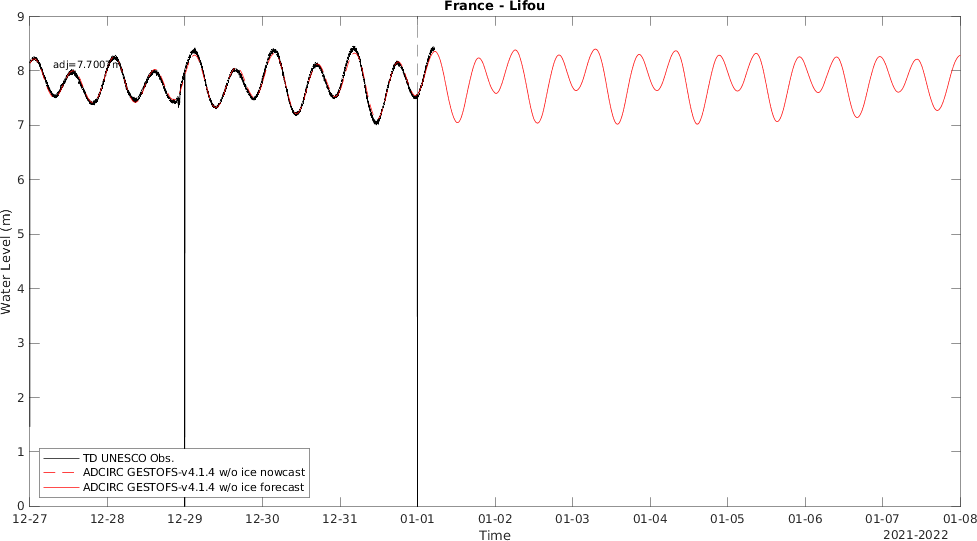 France - Lifou
9
8
7
6
5
4
3
2
1
0
adj=7.7007m
Water Level (m)
TD UNESCO Obs.
ADCIRC GESTOFS-v4.1.4 w/o ice nowcast
ADCIRC GESTOFS-v4.1.4 w/o ice forecast
12-27 12-28 12-29 12-30 12-31 01-01 01-02 01-03 01-04 01-05 01-06 01-07 01-08
Time
2021-2022